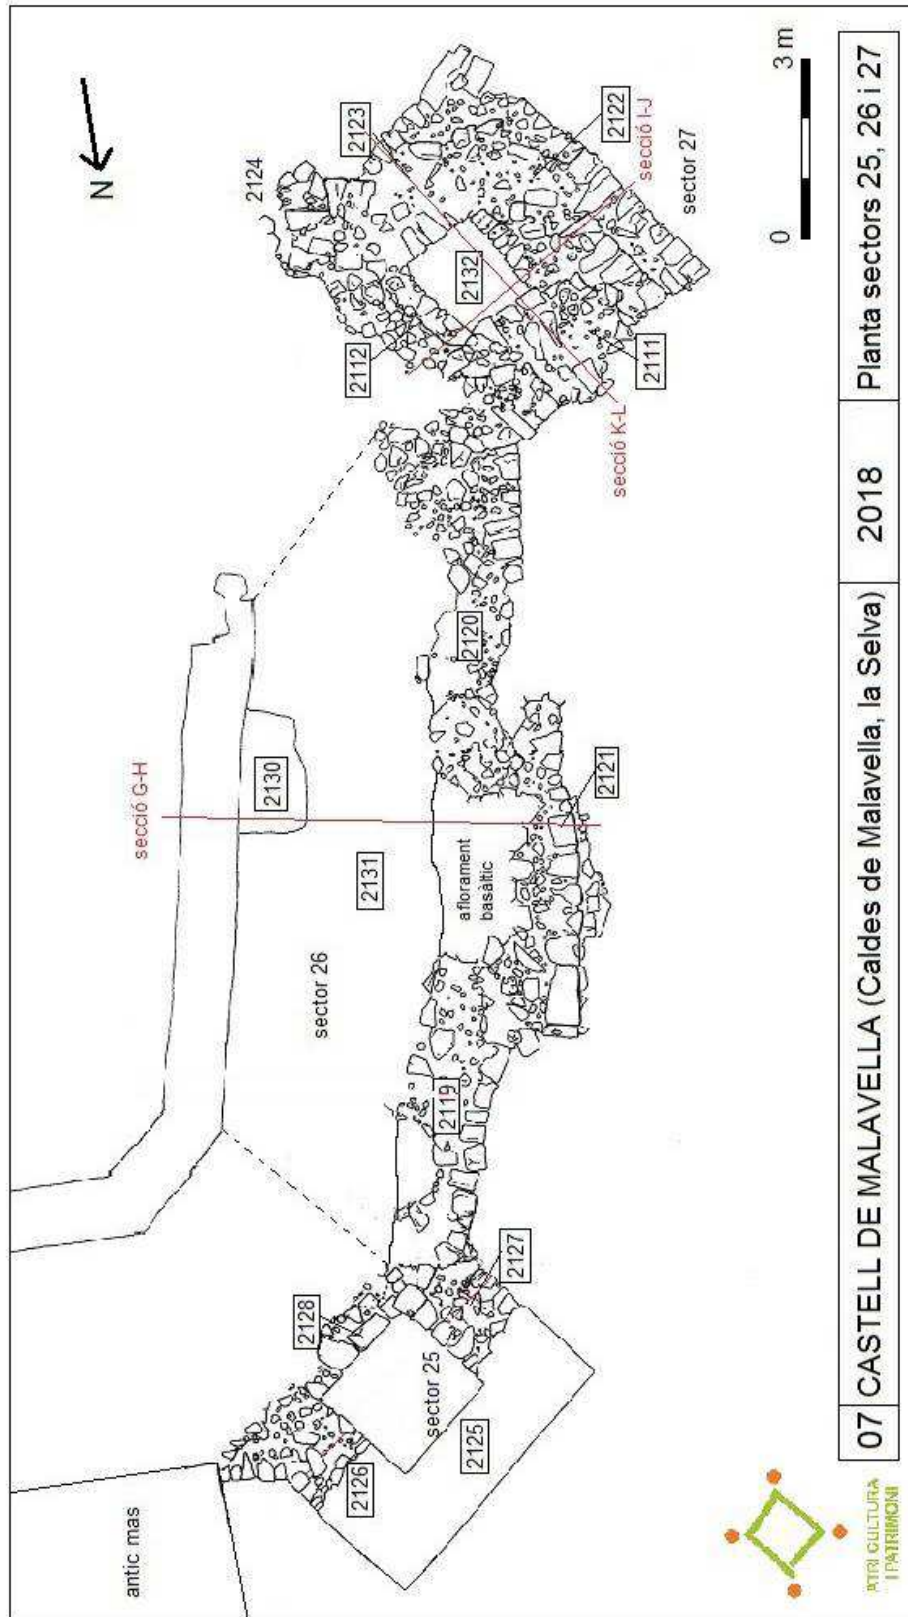 N
2124
2123
2122
secció I-J
sector 27
2132
2112
2111
secció K-L
0
3 m
2120
2130
secció G-H
2131
aflorament
basàltic
2121
sector 26
2119
2127
2128
sector 25
2125
2126
antic mas
ATRI CULTURA
I PATRIMONI
07
CASTELL DE MALAVELLA (Caldes de Malavella, la Selva)
2018
Planta sectors 25, 26 i 27